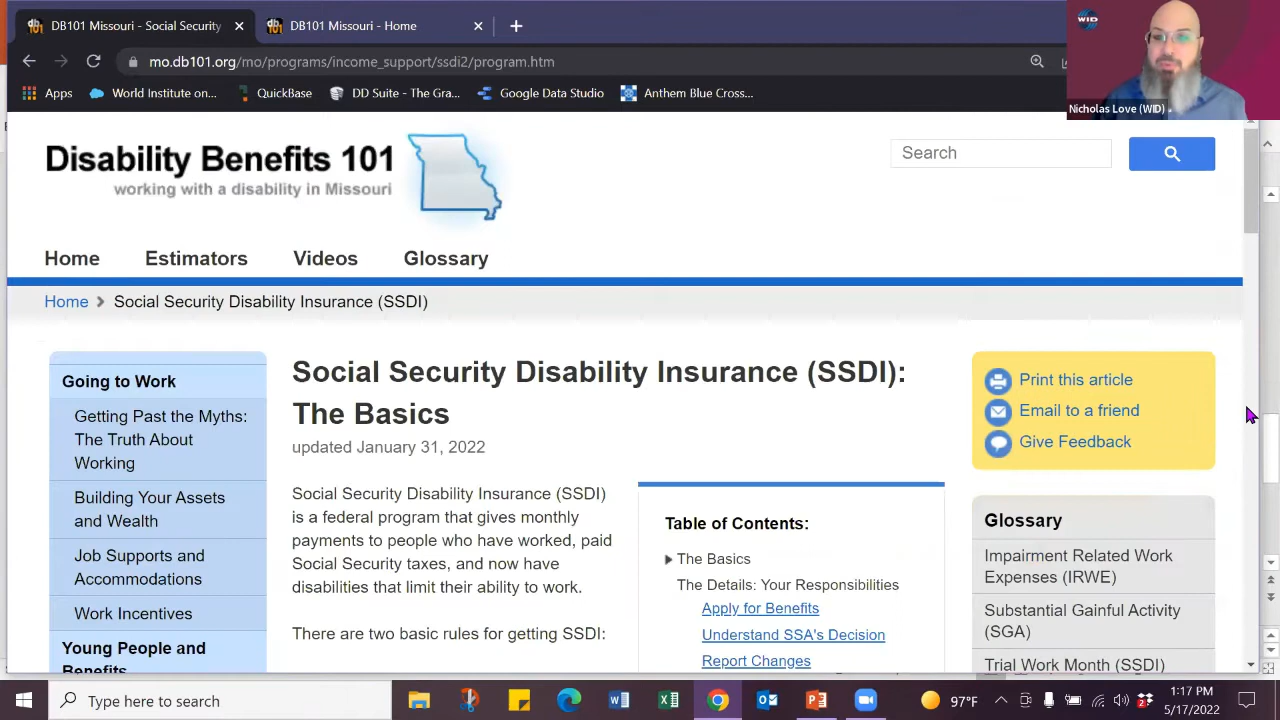 DB101 Missouri - Social Security
DB101 Missouri - Home
mo.db101.org/mo/programs/income_support/ssdi2/program.htm
Apps
World Institute on...
QuickBase
DD Suite - The Gra...
Google Data Studio
Anthem Blue Cross...
WID
Nicholas Love (WID)
Disability Benefits 101
working with a disability in Missouri
Search
Home
Estimators
Videos
Glossary
Home
Social Security Disability Insurance (SSDI)
Going to Work
Getting Past the Myths:
The Truth About
Working
Building Your Assets
and Wealth
Job Supports and
Accommodations
Work Incentives
Young People and
Benefits
Social Security Disability Insurance (SSDI):
The Basics
updated January 31, 2022
Social Security Disability Insurance (SSDI)
is a federal program that gives monthly
payments to people who have worked, paid
Social Security taxes, and now have
disabilities that limit their ability to work.
There are two basic rules for getting SSDI:
Table of Contents:
The Basics
The Details: Your Responsibilities
Apply for Benefits
Understand SSA's Decision
Report Changes
Print this article
Email to a friend
Give Feedback
Glossary
Impairment Related Work
Expenses (IRWE)
Substantial Gainful Activity
(SGA)
Trial Work Month (SSDI)
Type here to search
97°F
1:17 PM
5/17/2022